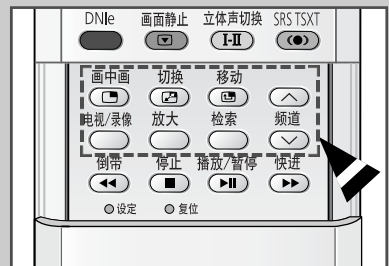 DNIe 画面静止 立体声切换 SRS TSXT
I-II
画中画 切换 移动
电视/录像 放大 检索 频道
倒带 停止 播放/暂停 快进
设定 复位